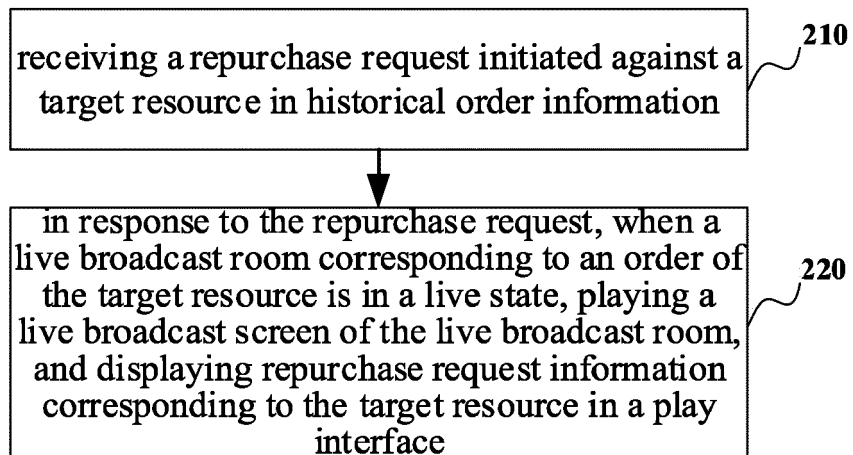 receiving a repurchase request initiated against a
target resource in historical order information
210
in response to the repurchase request, when a
live broadcast room corresponding to an order of
the target resource is in a live state, playing a
live broadcast screen of the live broadcast room,
and displaying repurchase request information
corresponding to the target resource in a play
interface
220